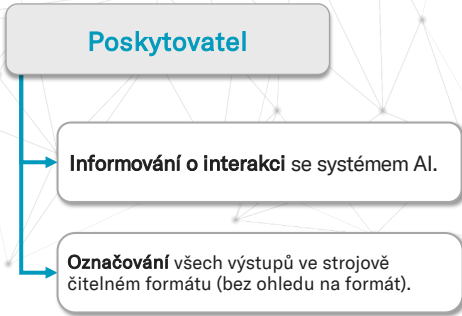 Poskytovatel
Informování o interakci se systémem AI.
Označování všech výstupů ve strojově
čitelném formátu (bez ohledu na formát).